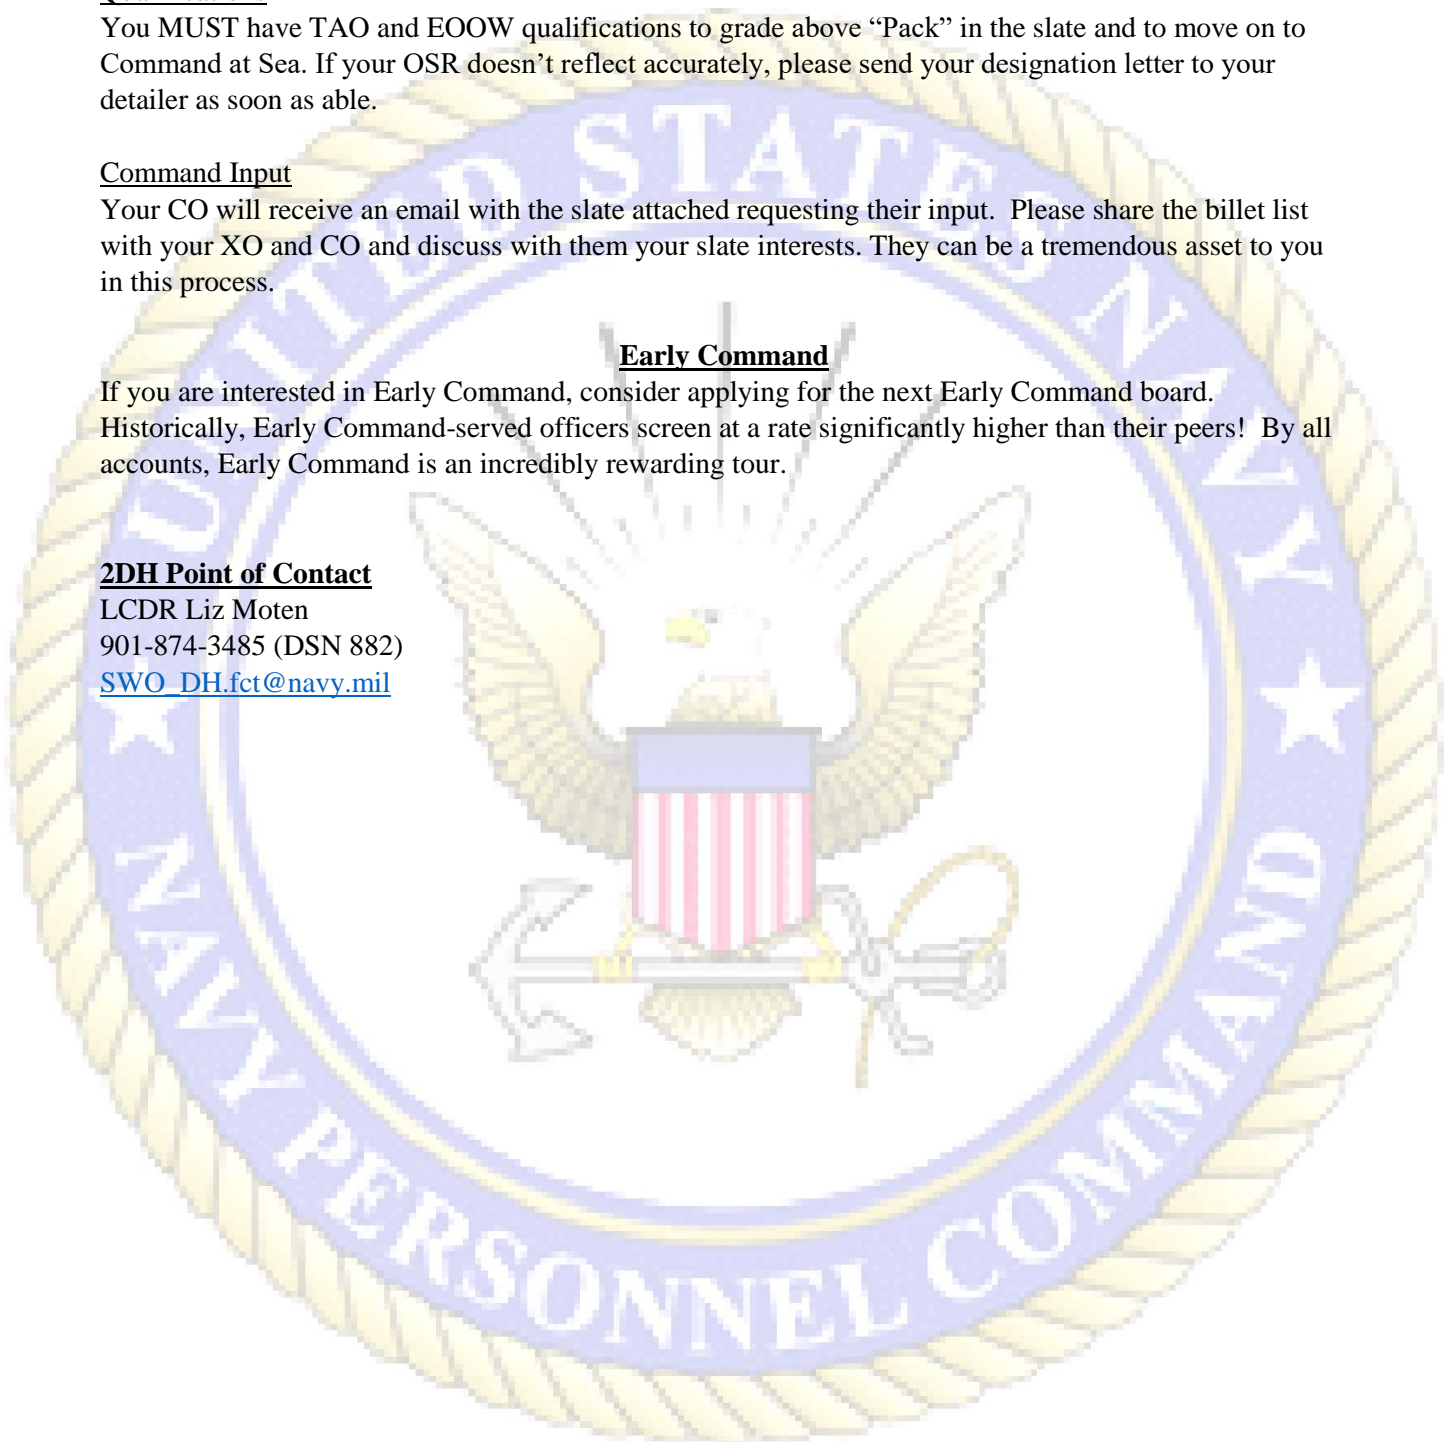 You MUST have TAO and EOOW qualifications to grade above “Pack” in the slate and to move on to
Command at Sea. If your OSR doesn’t reflect accurately, please send your designation letter to your
detailer as soon as able.
Command Input
Your CO will receive an email with the slate attached requesting their input.  Please share the billet list
with your XO and CO and discuss with them your slate interests. They can be a tremendous asset to you
in this process.
Early Command
If you are interested in Early Command, consider applying for the next Early Command board.
Historically, Early Command-served officers screen at a rate significantly higher than their peers!  By all
accounts, Early Command is an incredibly rewarding tour.
2DH Point of Contact
LCDR Liz Moten
901-874-3485 (DSN 882)
SWO_DH.fct@navy.mil
UNITED STATES NAVY
NAVY PERSONNEL COMMAND